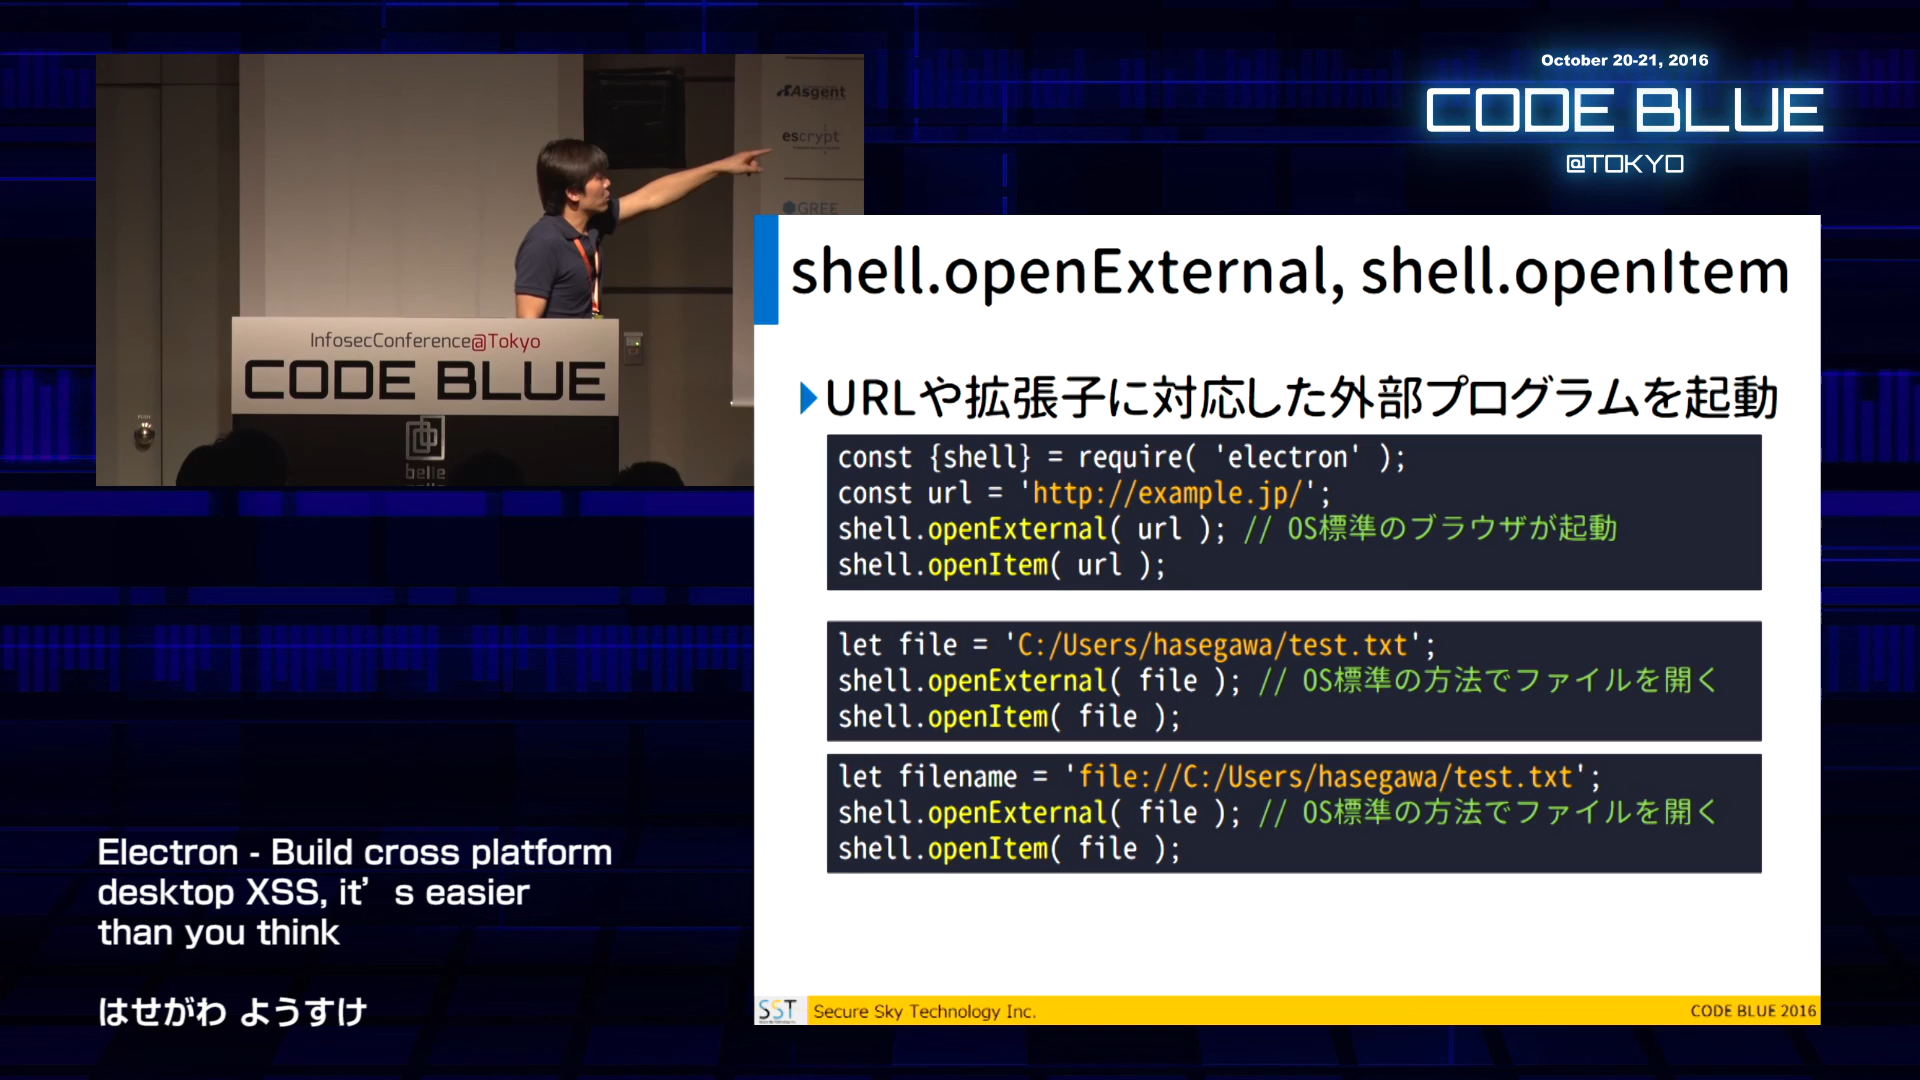 October 20-21, 2016
CODE BLUE
@TOKYO
Asgent
escrypt
GREE
InfosecConference@Tokyo
CODE BLUE
belle
shell.openExternal, shell.openItem
URLや拡張子に対応した外部プログラムを起動
const {shell} = require( 'electron' );
const url = 'http://example.jp/';
shell.openExternal( url ); // OS標準のブラウザが起動
shell.openItem( url );
let file = 'C:/Users/hasegawa/test.txt';
shell.openExternal( file ); // OS標準の方法でファイルを開く
shell.openItem( file );
let filename = 'file://C:/Users/hasegawa/test.txt';
shell.openExternal( file ); // OS標準の方法でファイルを開く
shell.openItem( file );
SST Secure Sky Technology Inc.
CODE BLUE 2016
Electron - Build cross platform
desktop XSS, it’s easier
than you think
はせがわ ようすけ